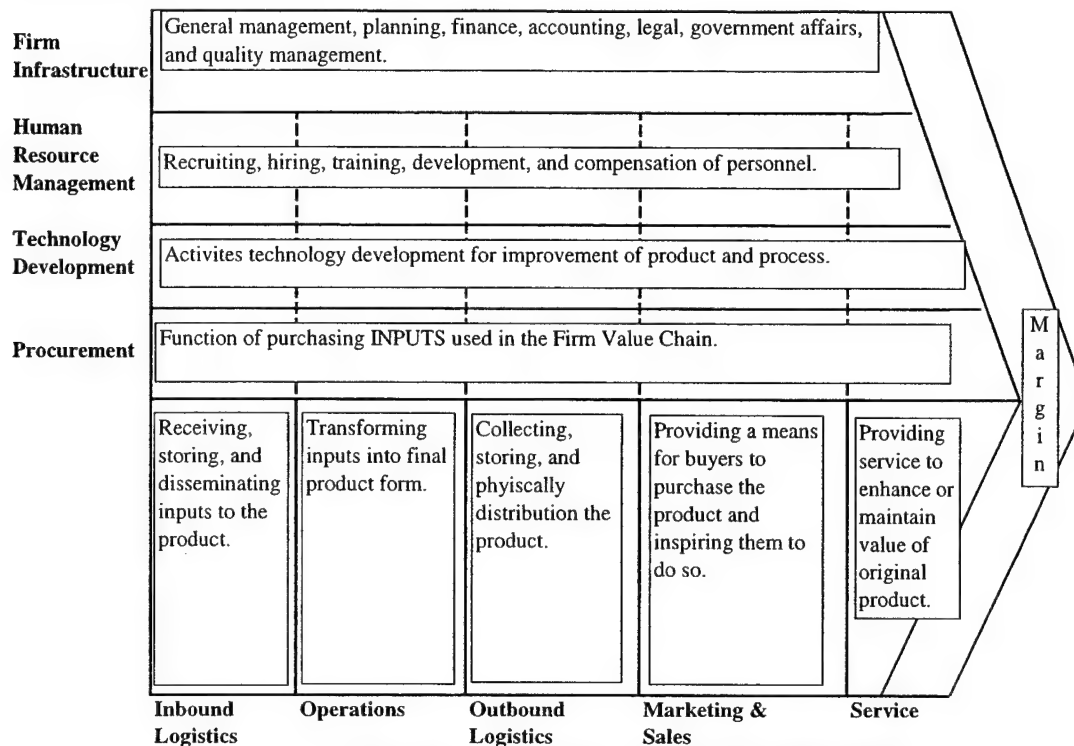 Firm
Infrastructure
General management, planning, finance, accounting, legal, government affairs,
and quality management.
Human
Resource
Management
Recruiting, hiring, training, development, and compensation of personnel.
Technology
Development
Activites technology development for improvement of product and process.
Procurement
Function of purchasing INPUTS used in the Firm Value Chain.
Receiving,
storing, and
disseminating
inputs to the
product.
Transforming
inputs into final
product form.
Collecting,
storing, and
phyiscally
distribution the
product.
Providing a means
for buyers to
purchase the
product and
inspiring them to
do so.
Providing
service to
enhance or
maintain
value of
original
product.
M
a
r
g
i
n
Inbound
Logistics
Operations
Outbound
Logistics
Marketing &
Sales
Service